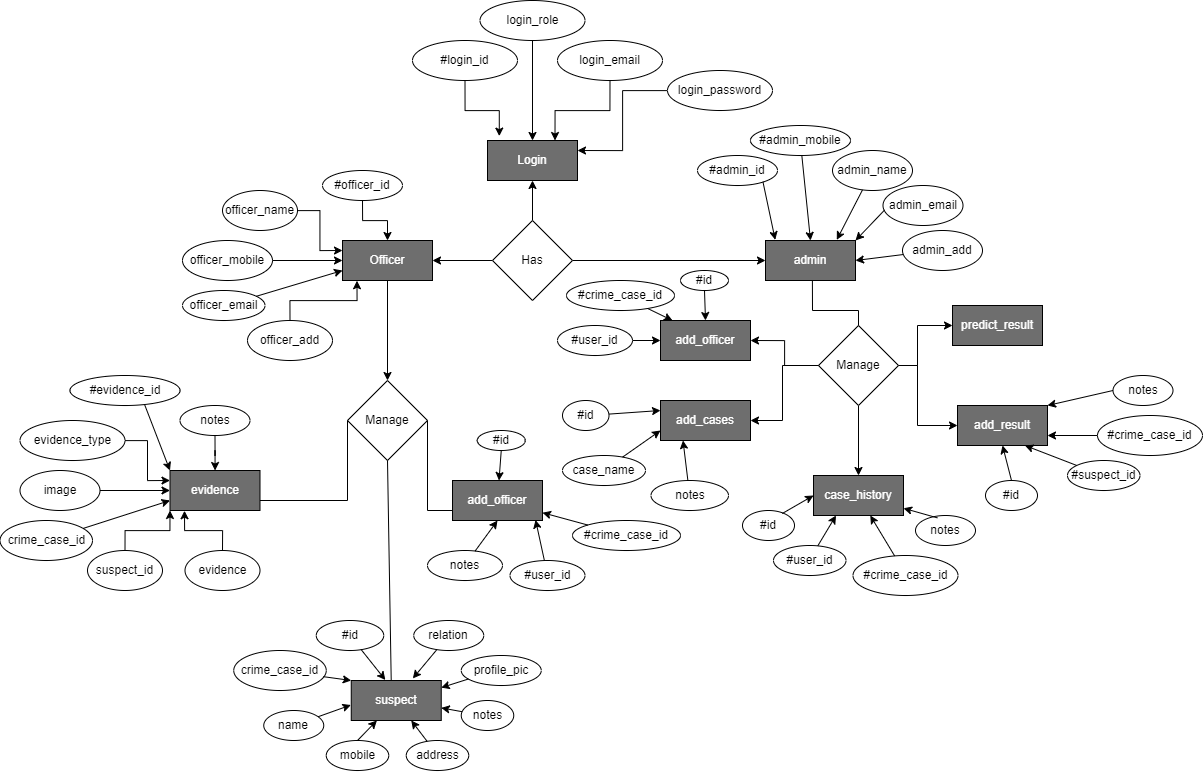 login_role
#login_id
login_email
login_password
Login
#admin_mobile
#admin_id
admin_name
admin_email
admin_add
admin
#officer_id
officer_name
officer_mobile
officer_email
officer_add
Officer
Has
#id
#crime_case_id
#user_id
add_officer
predict_result
Manage
#evidence_id
notes
evidence_type
image
crime_case_id
suspect_id
evidence
evidence
Manage
#id
add_officer
notes
#user_id
#crime_case_id
#id
add_cases
case_name
notes
notes
add_result
#crime_case_id
#suspect_id
#id
case_history
#id
notes
#user_id
#crime_case_id
#id
relation
crime_case_id
profile_pic
suspect
name
notes
mobile
address